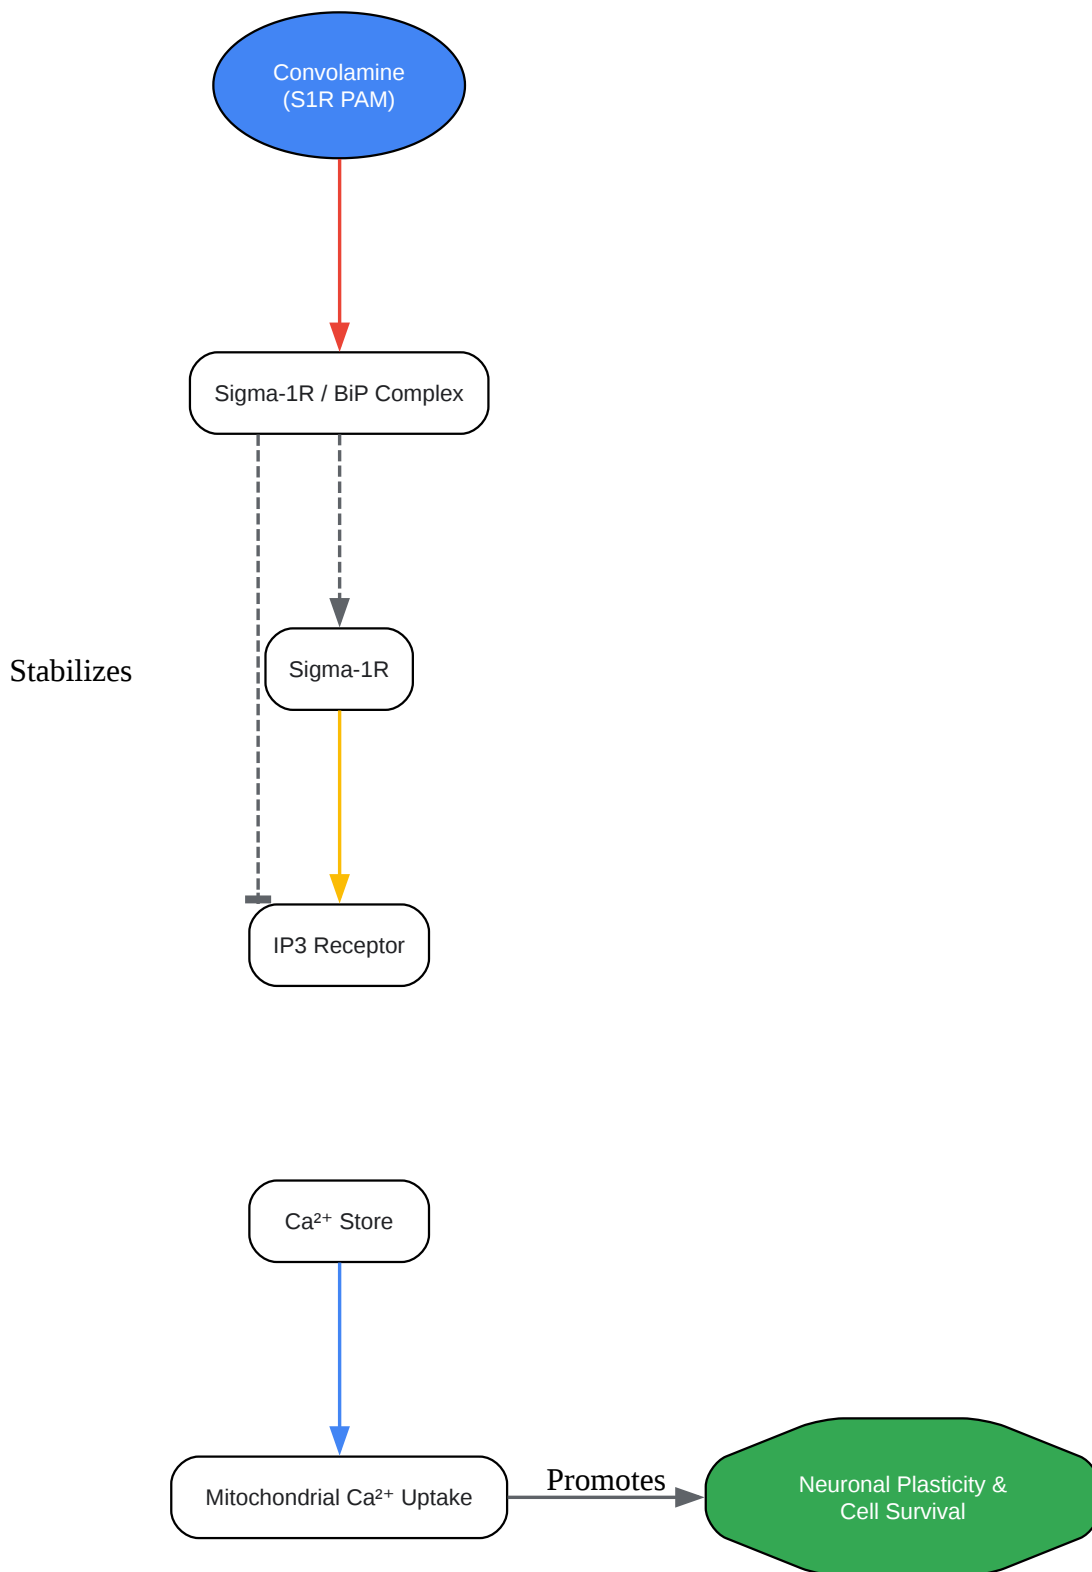 Convolamine
(S1R PAM)
Sigma-1R / BiP Complex
Stabilizes
Sigma-1R
IP3 Receptor
Ca²⁺ Store
Mitochondrial Ca²⁺ Uptake
Promotes
Neuronal Plasticity &
Cell Survival